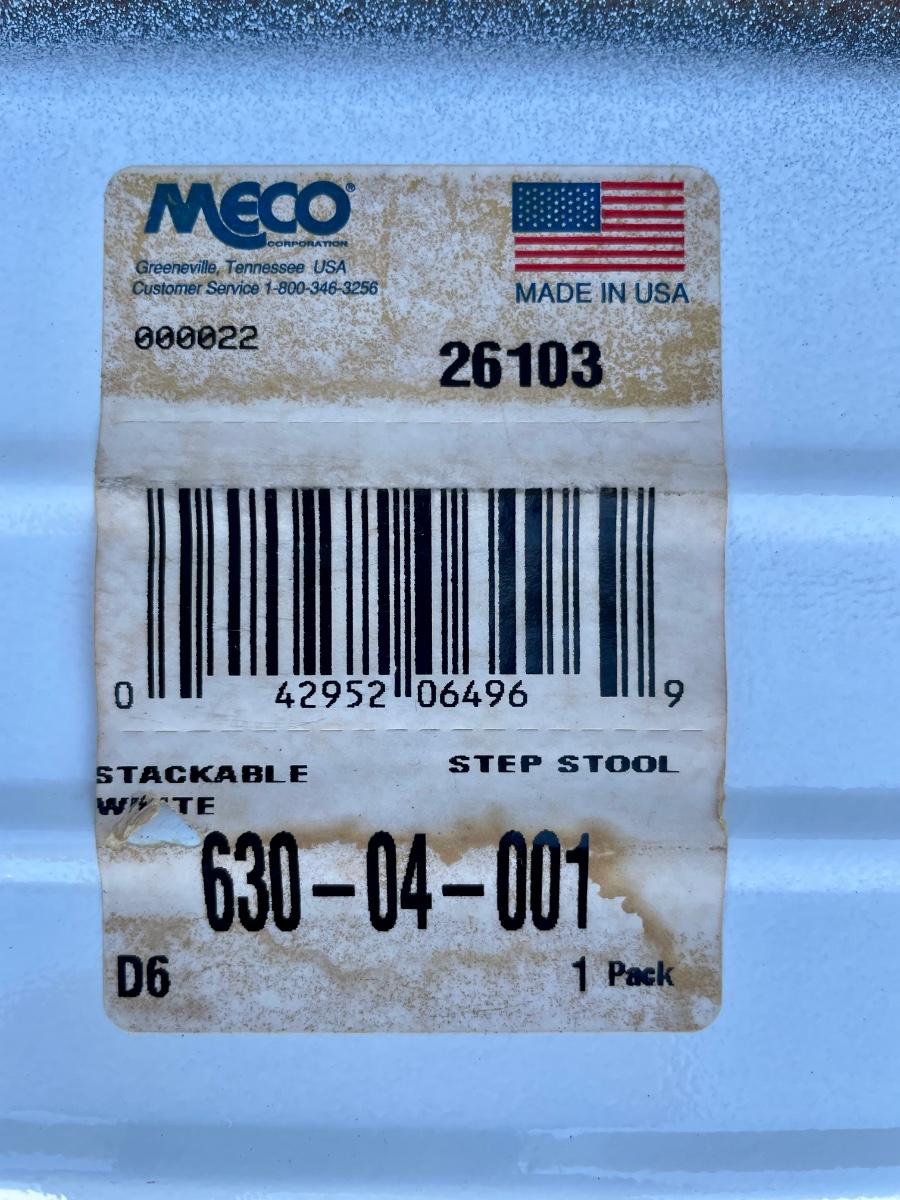 MECO®
CORPORATION
Greeneville, Tennessee USA
Customer Service 1-800-346-3256
MADE IN USA
000022
26103
0 42952 06496 9
STACKABLE STEP STOOL
WHITE
630-04-001
D6 1 Pack